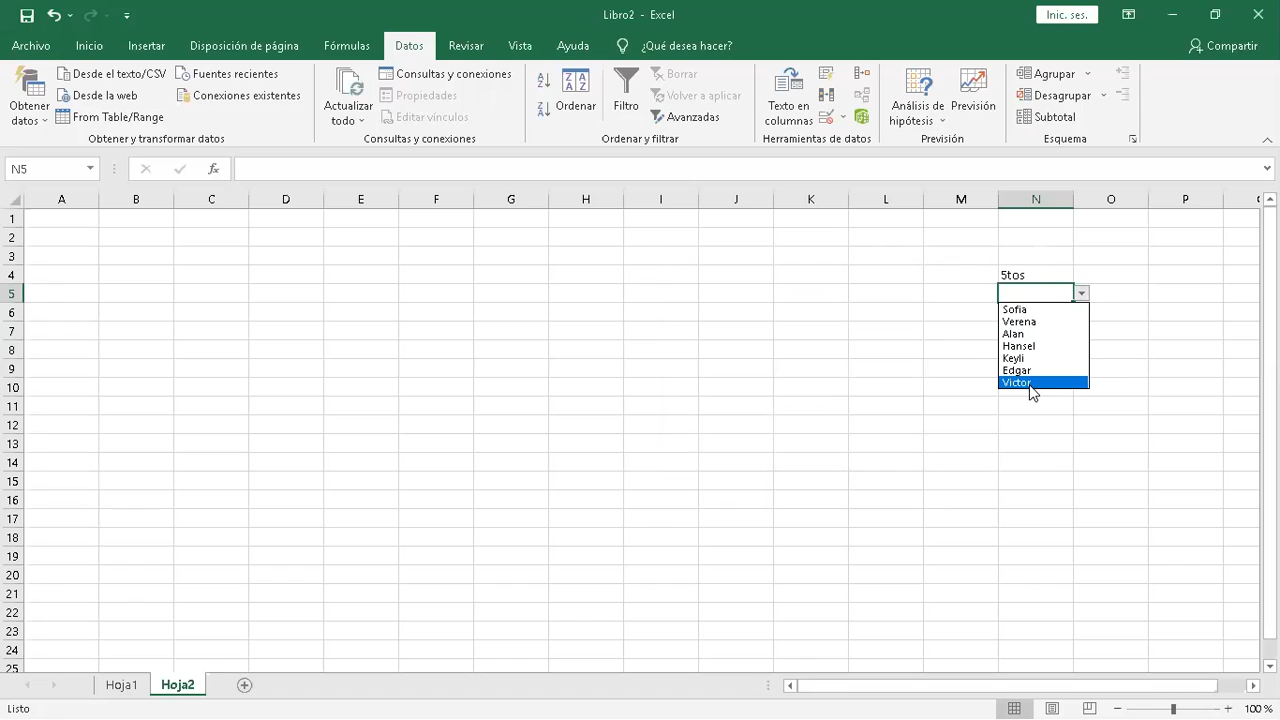 Libro2 - Excel
Inic. ses.
Archivo Inicio Insertar Disposición de página Fórmulas Datos Revisar Vista Ayuda ¿Qué desea hacer? Compartir
Obtener datos
Desde el texto/CSV
Desde la web
From Table/Range
Fuentes recientes
Conexiones existentes
Obtener y transformar datos
Actualizar todo
Consultas y conexiones
Propiedades
Editar vínculos
Consultas y conexiones
Ordenar
Filtro
Borrar
Volver a aplicar
Avanzadas
Ordenar y filtrar
Texto en columnas
Herramientas de datos
Análisis de hipótesis
Previsión
Previsión
Agrupar
Desagrupar
Subtotal
Esquema
N5
fx
A B C D E F G H I J K L M N O P
1
2
3
4 5tos
5
6
7
8
9
10
11
12
13
14
15
16
17
18
19
20
21
22
23
24
25
Sofia
Verena
Alan
Hansel
Keyli
Edgar
Victor
Hoja1 Hoja2
Listo
100 %